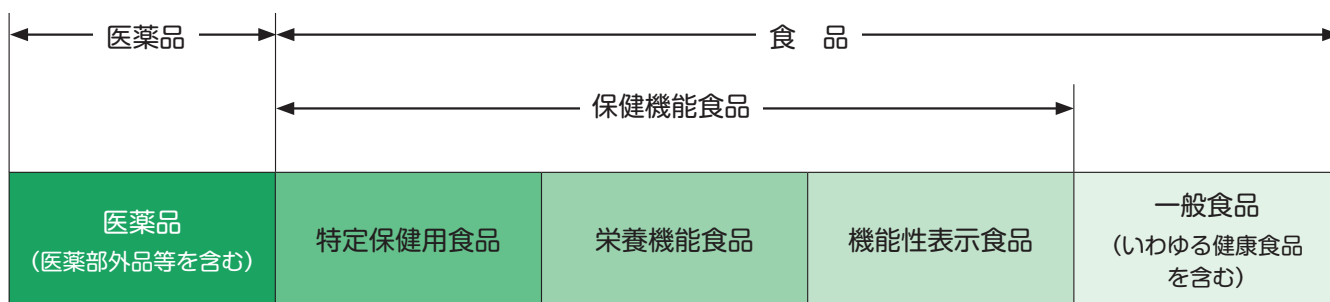 医薬品
食 品
保健機能食品
医薬品
(医薬部外品等を含む)
特定保健用食品
栄養機能食品
機能性表示食品
一般食品
(いわゆる健康食品
を含む)